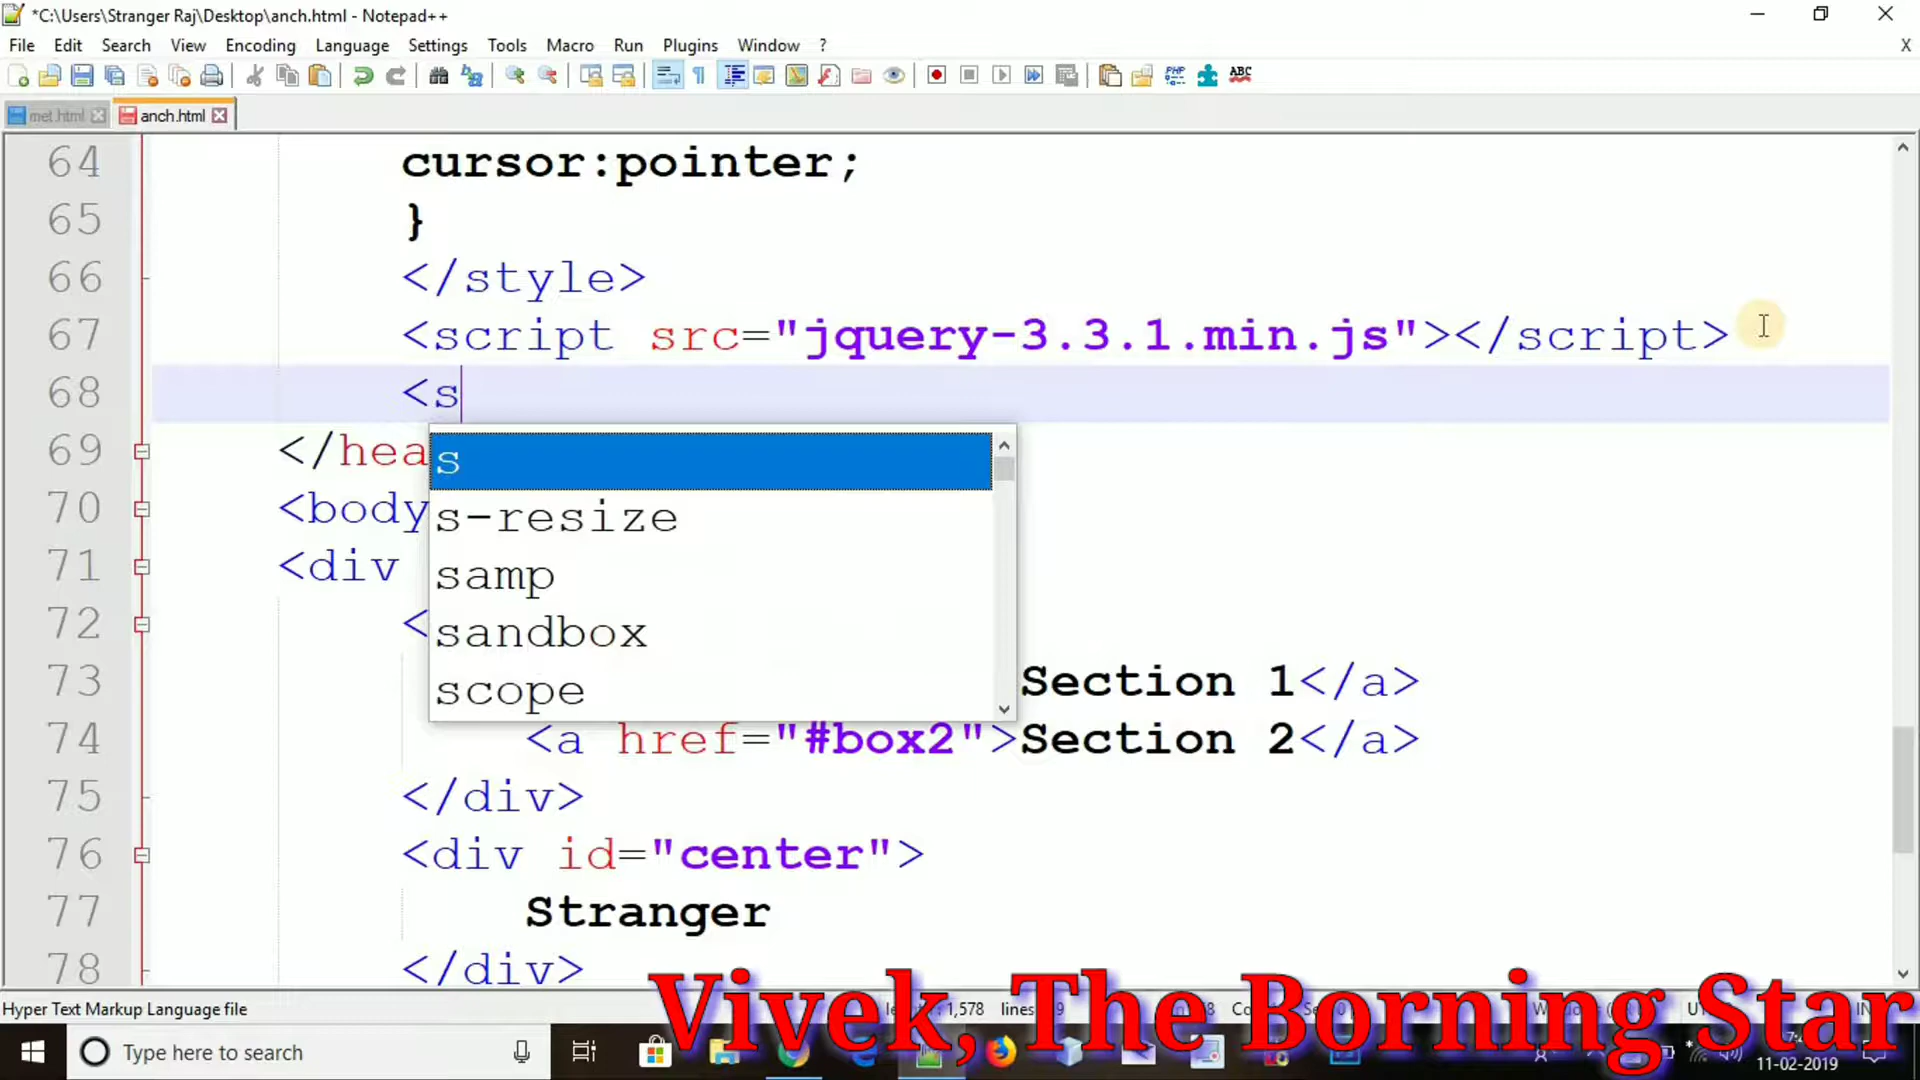 *C:\Users\Stranger Raj\Desktop\anch.html - Notepad++
File Edit Search View Encoding Language Settings Tools Macro Run Plugins Window ? X
met.html anch.html
64 cursor:pointer;
65 }
66 </style>
67 <script src="jquery-3.3.1.min.js"></script>
68 <s
69 </hea
s
70 <body
s-resize
71 <div
samp
72 <
sandbox
73 Section 1</a>
scope
74 <a href="#box2">Section 2</a>
75 </div>
76 <div id="center">
77 Stranger
78 </div>
Vivek, The Borning Star
Hyper Text Markup Language file 1,578 lines
Type here to search
11-02-2019